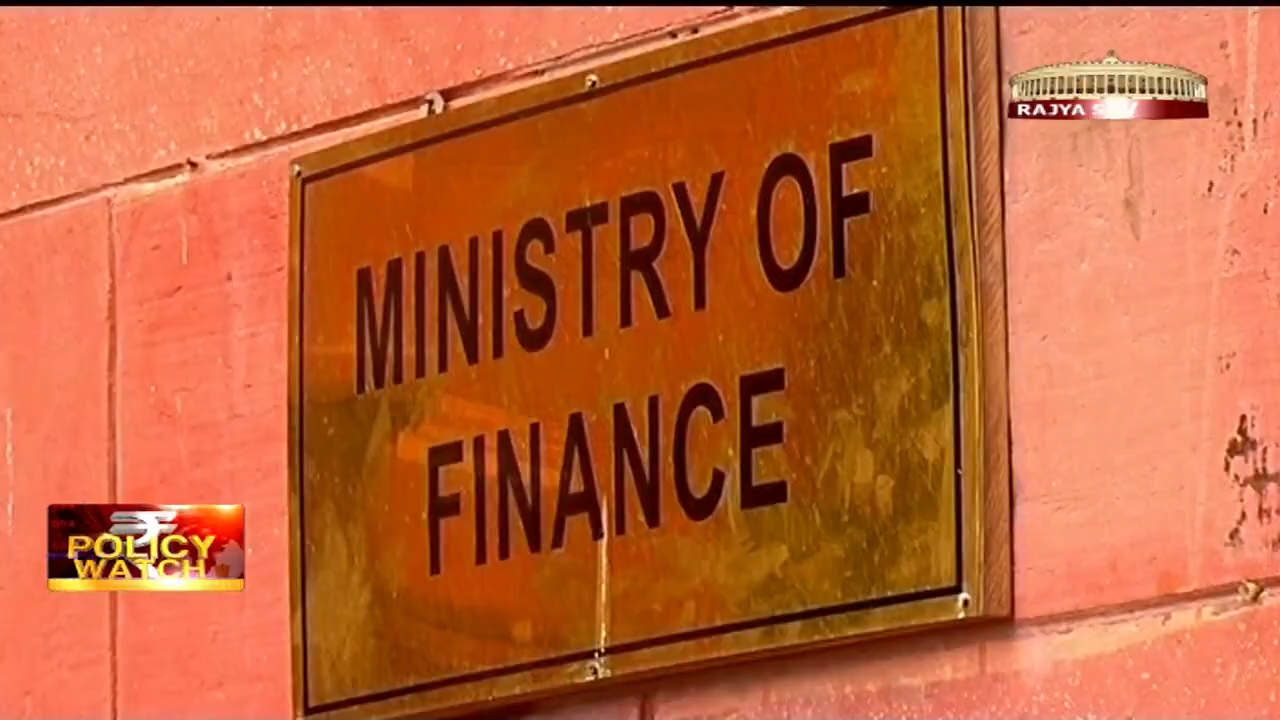 RAJYA
MINISTRY OF
FINANCE
₹
POLICY
WATCH